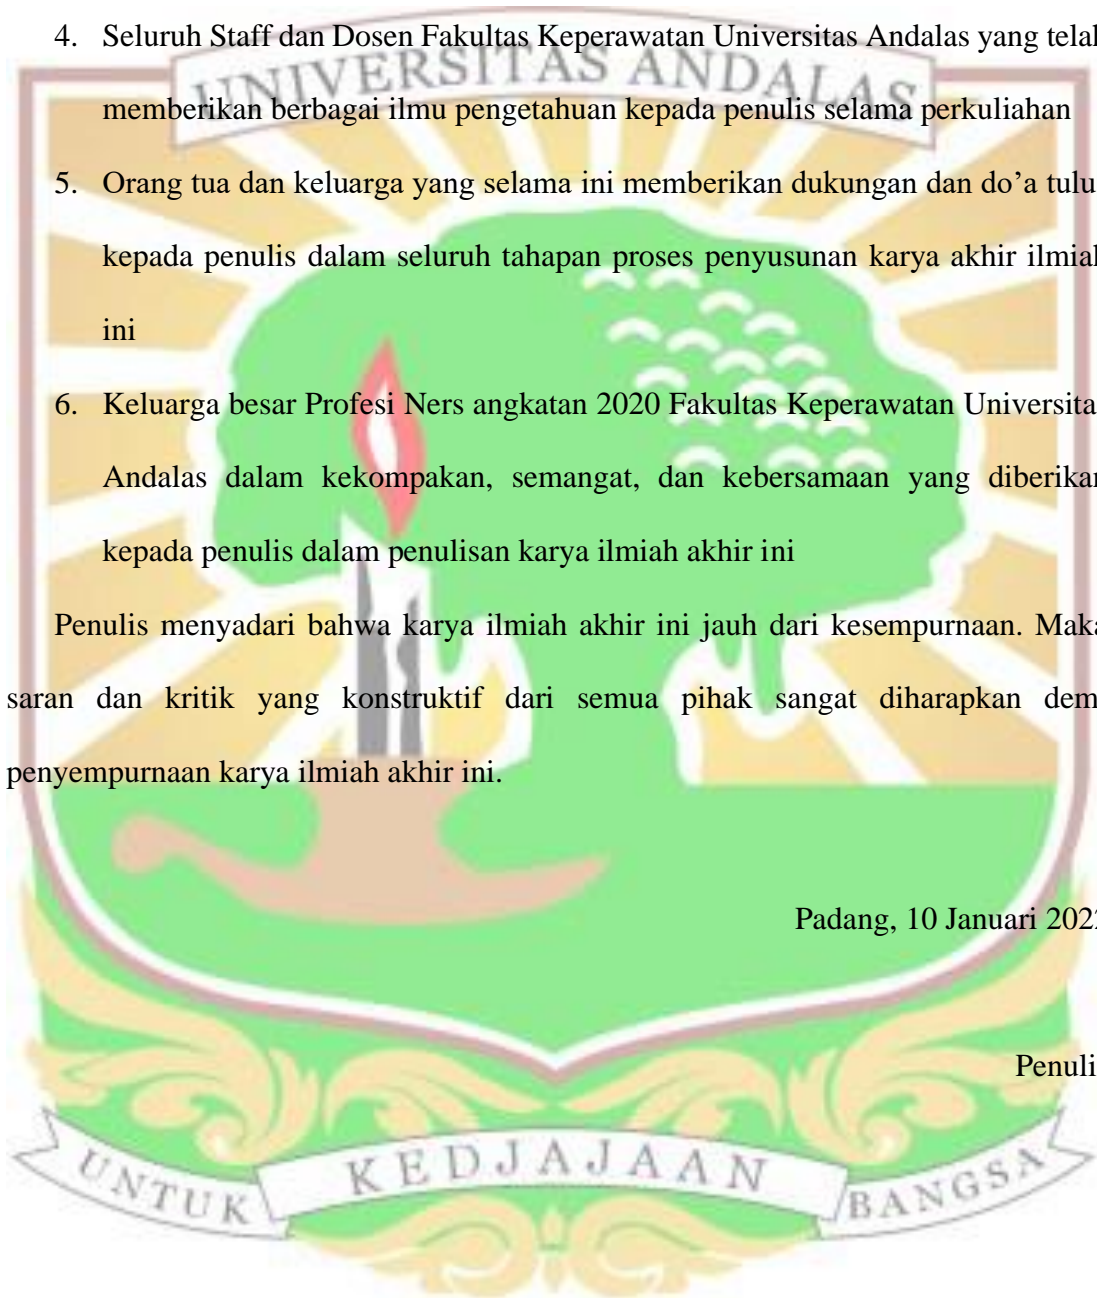 4. Seluruh Staff dan Dosen Fakultas Keperawatan Universitas Andalas yang telah
UNIVERSITAS ANDALAS
memberikan berbagai ilmu pengetahuan kepada penulis selama perkuliahan
5. Orang tua dan keluarga yang selama ini memberikan dukungan dan do’a tulu
kepada penulis dalam seluruh tahapan proses penyusunan karya akhir ilmiah
ini
6. Keluarga besar Profesi Ners angkatan 2020 Fakultas Keperawatan Universita
Andalas dalam kekompakan, semangat, dan kebersamaan yang diberikan
kepada penulis dalam penulisan karya ilmiah akhir ini
Penulis menyadari bahwa karya ilmiah akhir ini jauh dari kesempurnaan. Maka
saran dan kritik yang konstruktif dari semua pihak sangat diharapkan dem
penyempurnaan karya ilmiah akhir ini.
Padang, 10 Januari 2022
Penuli
UNTUK KEDJAJAAN BANGSA